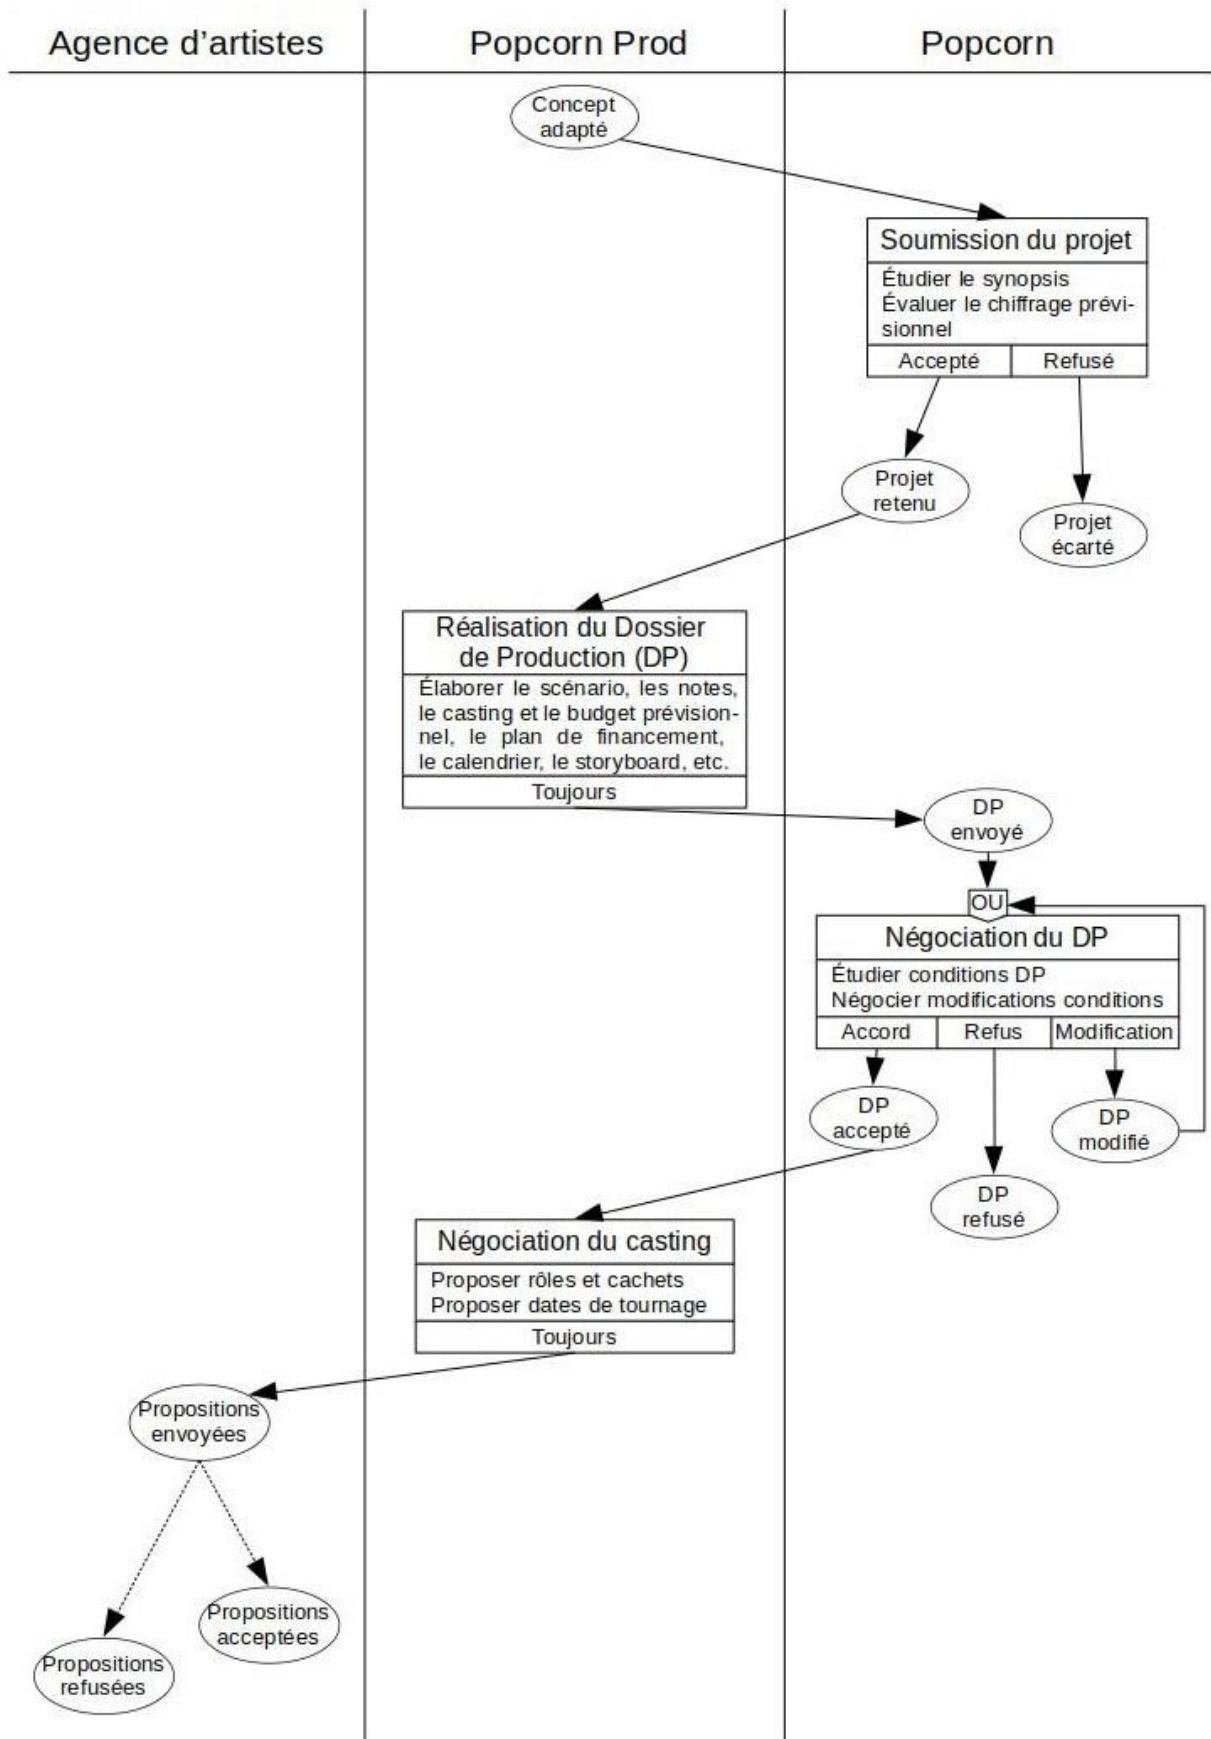 Agence d'artistes
Popcorn Prod
Popcorn
Concept
adapté
Soumission du projet
Étudier le synopsis
Évaluer le chiffrage prévi-
sionnel
Accepté
Refusé
Projet
retenu
Projet
écarté
Réalisation du Dossier
de Production (DP)
Élaborer le scénario, les notes,
le casting et le budget prévision-
nel, le plan de financement,
le calendrier, le storyboard, etc.
Toujours
DP
envoyé
OU
Négociation du DP
Étudier conditions DP
Négocier modifications conditions
Accord
Refus
Modification
DP
accepté
DP
modifié
DP
refusé
Négociation du casting
Proposer rôles et cachets
Proposer dates de tournage
Toujours
Propositions
envoyées
Propositions
acceptées
Propositions
refusées